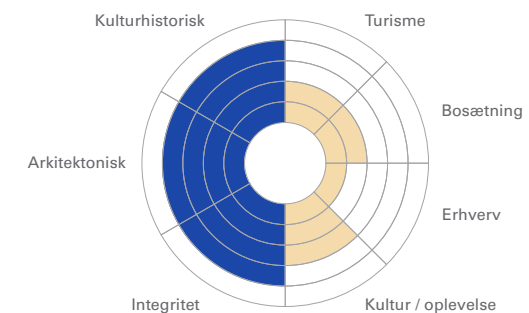 Kulturhistorisk
Turisme
Bosætning
Arkitektonisk
Erhverv
Integritet
Kultur / oplevelse